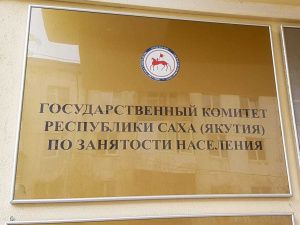 ГОСУДАРСТВЕННЫЙ КОМИТЕТ
РЕСПУБЛИКИ САХА (ЯКУТИЯ)
ПО ЗАНЯТОСТИ НАСЕЛЕНИЯ